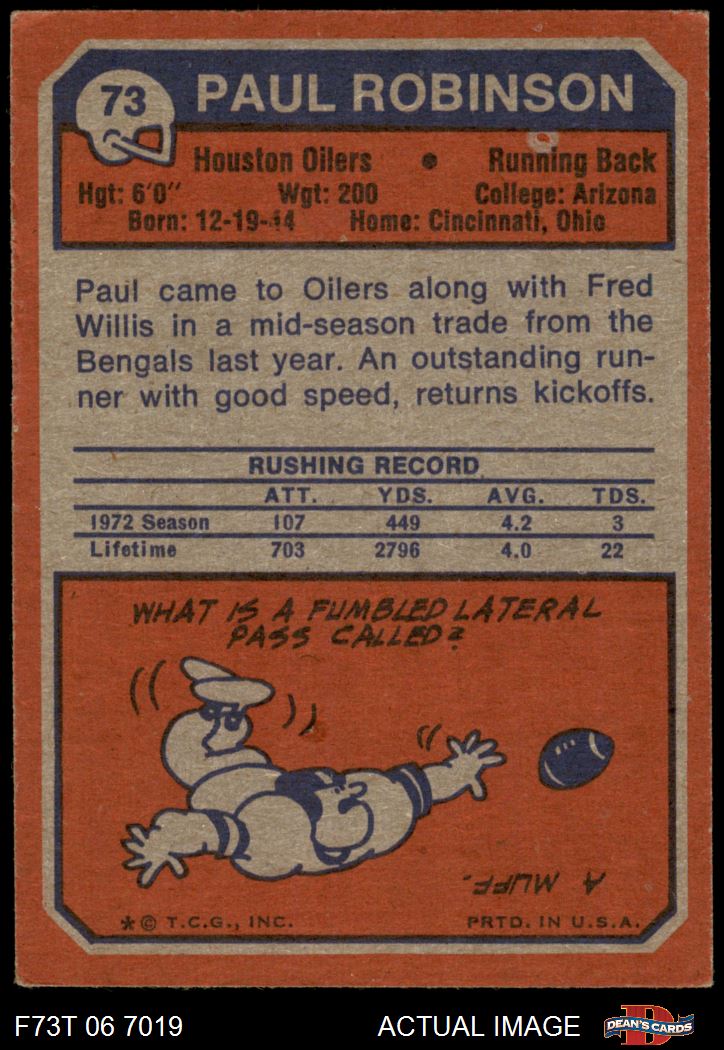 73
PAUL ROBINSON
Houston Oilers • Running Back
Hgt: 6'0" Wgt: 200 College: Arizona
Born: 12-19-44 Home: Cincinnati, Ohio
Paul came to Oilers along with Fred
Willis in a mid-season trade from the
Bengals last year. An outstanding run-
ner with good speed, returns kickoffs.
RUSHING RECORD
ATT. YDS. AVG. TDS.
1972 Season 107 449 4.2 3
Lifetime 703 2796 4.0 22
WHAT IS A FUMBLED LATERAL
PASS CALLED?
A MUFF.
* © T.C.G., INC. PRTD. IN U.S.A.
F73T 06 7019 ACTUAL IMAGE
D
DEAN'S CARDS